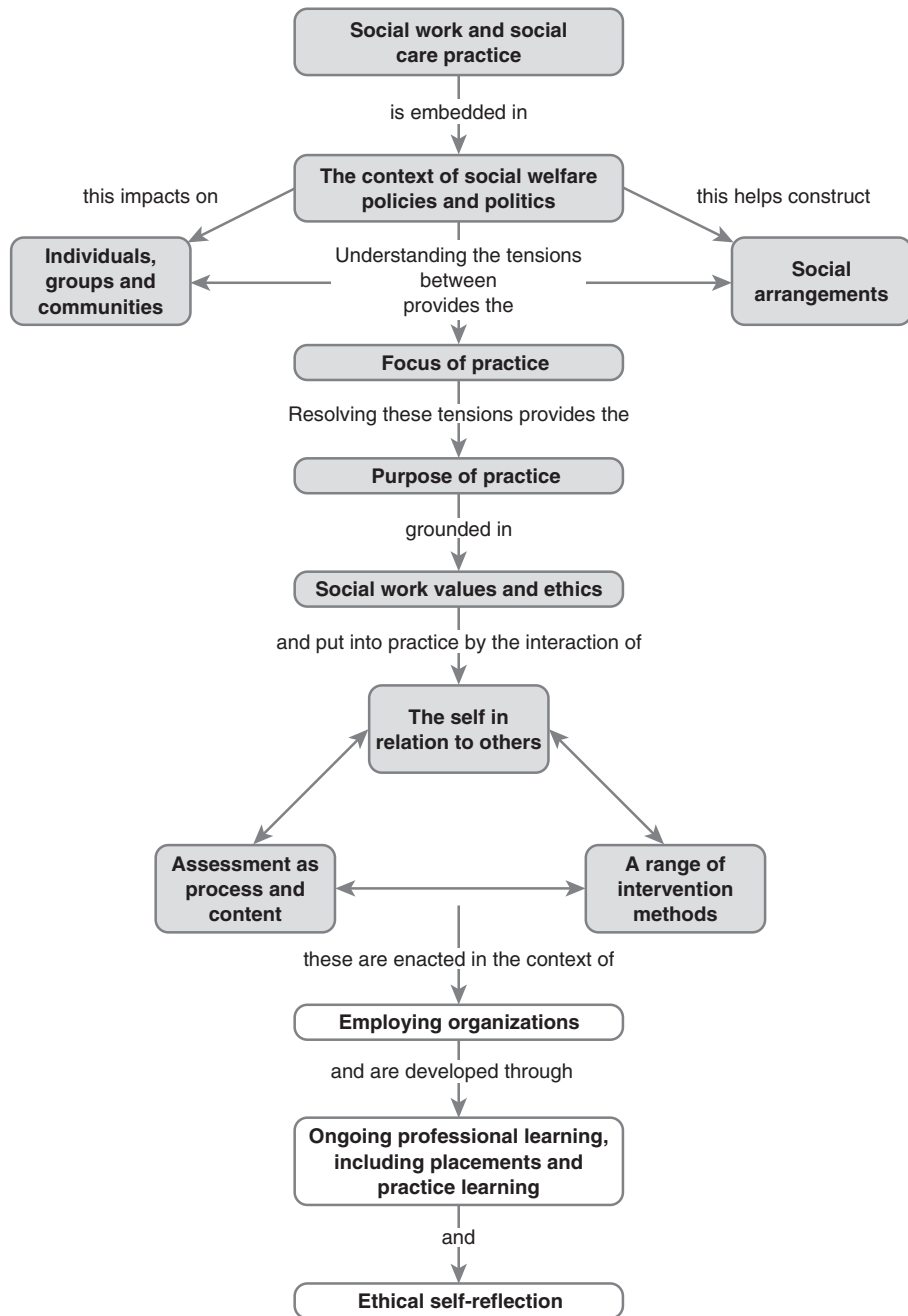 Social work and social
care practice
is embedded in
The context of social welfare
policies and politics
this impacts on
this helps construct
Individuals,
groups and
communities
Understanding the tensions
between
provides the
Social
arrangements
Focus of practice
Resolving these tensions provides the
Purpose of practice
grounded in
Social work values and ethics
and put into practice by the interaction of
The self in
relation to others
Assessment as
process and
content
A range of
intervention
methods
these are enacted in the context of
Employing organizations
and are developed through
Ongoing professional learning,
including placements and
practice learning
and
Ethical self-reflection